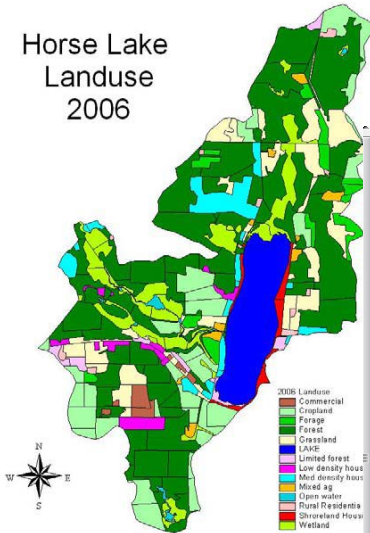 Horse Lake
Landuse
2006
2006 Landuse
Commercial
Cropland
Forage
Forest
Grassland
LAKE
Limited forest
Low density hous
Med density hous
Mixed ag
Open water
Rural Residentia
Shroreland Hous
Wetland
N
W E
S